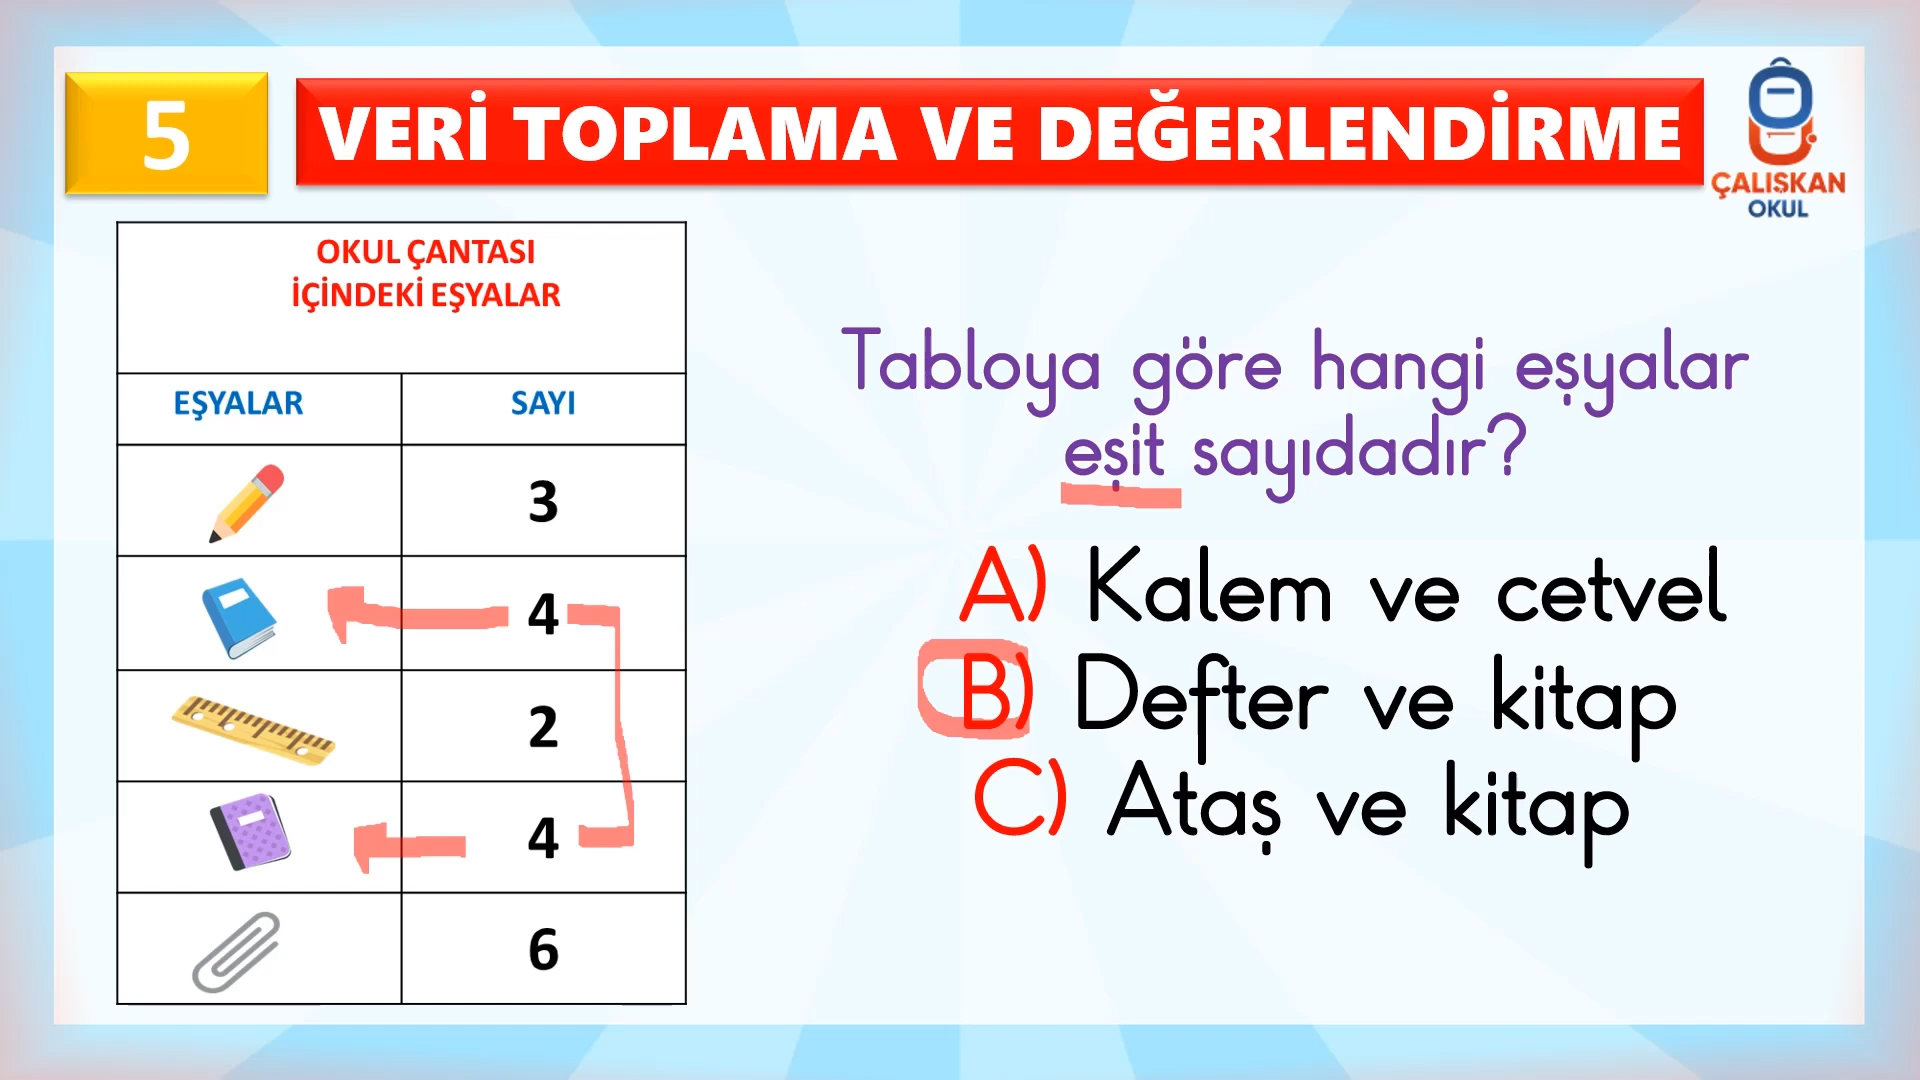 5
VERİ TOPLAMA VE DEĞERLENDİRME
ÇALIŞKAN
OKUL
OKUL ÇANTASI
İÇİNDEKİ EŞYALAR
EŞYALAR SAYI
3
4
2
4
6
Tabloya göre hangi eşyalar
eşit sayıdadır?
A) Kalem ve cetvel
B) Defter ve kitap
C) Ataş ve kitap